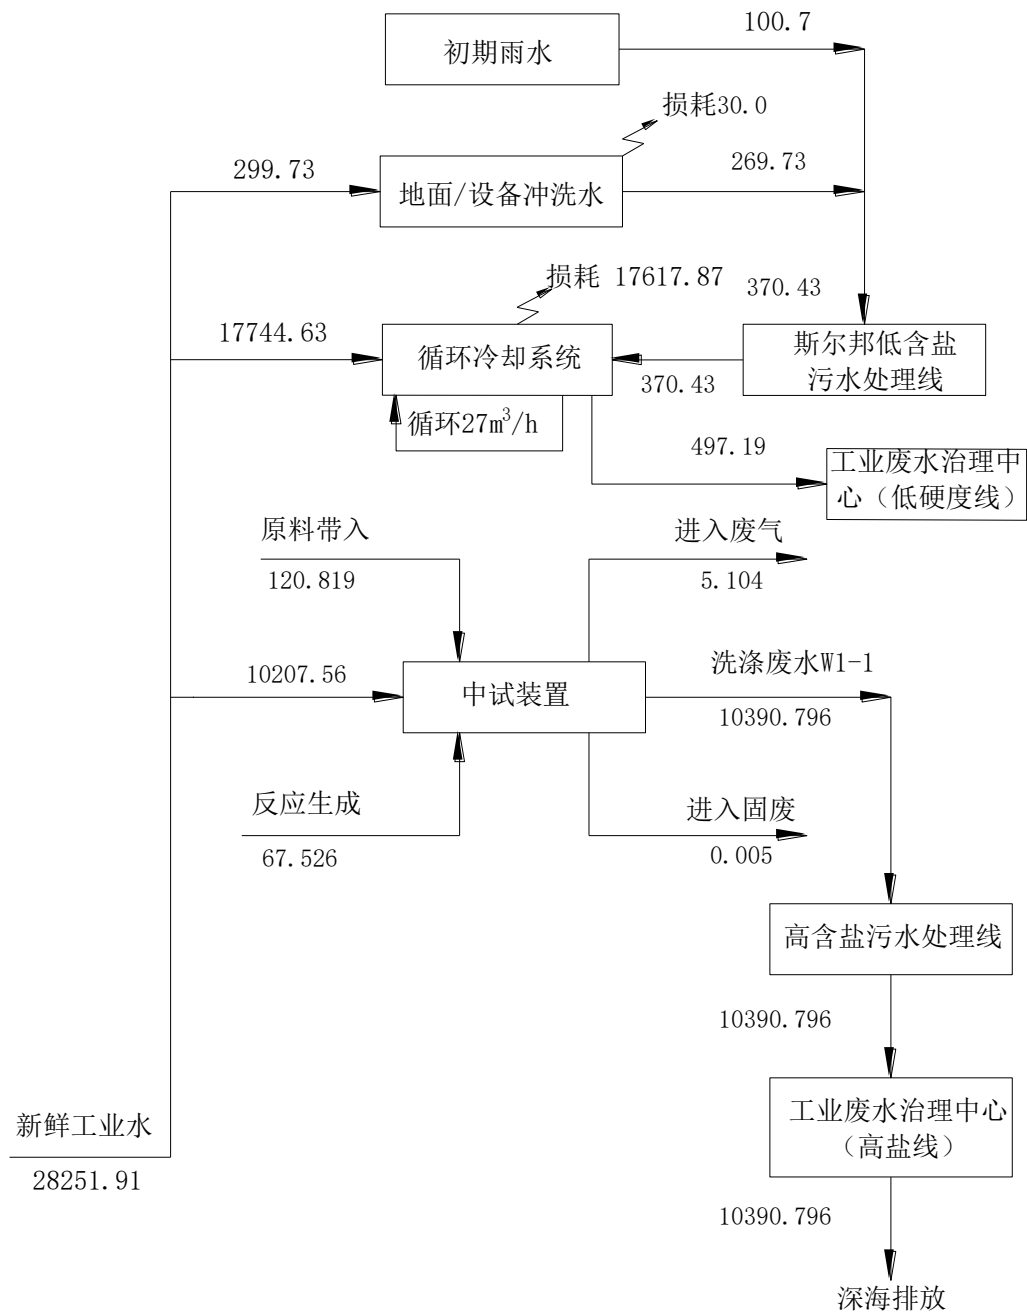 100.7
初期雨水
损耗30.0
299.73
地面/设备冲洗水
269.73
损耗 17617.87
370.43
17744.63
循环冷却系统
斯尔邦低含盐
污水处理线
370.43
循环27m³/h
497.19
工业废水治理中
心（低硬度线）
原料带入
120.819
进入废气
5.104
10207.56
中试装置
洗涤废水W1-1
10390.796
反应生成
67.526
进入固废
0.005
高含盐污水处理线
10390.796
新鲜工业水
28251.91
工业废水治理中心
（高盐线）
10390.796
深海排放